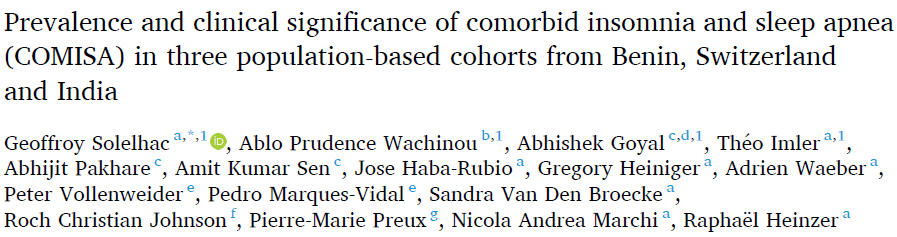 Prevalence and clinical significance of comorbid insomnia and sleep apnea
(COMISA) in three population-based cohorts from Benin, Switzerland
and India
Geoffroy Solelhac a,*,1 iD, Ablo Prudence Wachinou b,1, Abhishek Goyal c,d,1, Théo Imler a,1,
Abhijit Pakhare c, Amit Kumar Sen c, Jose Haba-Rubio a, Gregory Heiniger a, Adrien Waeber a,
Peter Vollenweider e, Pedro Marques-Vidal e, Sandra Van Den Broecke a,
Roch Christian Johnson f, Pierre-Marie Preux g, Nicola Andrea Marchi a, Raphaël Heinzer a